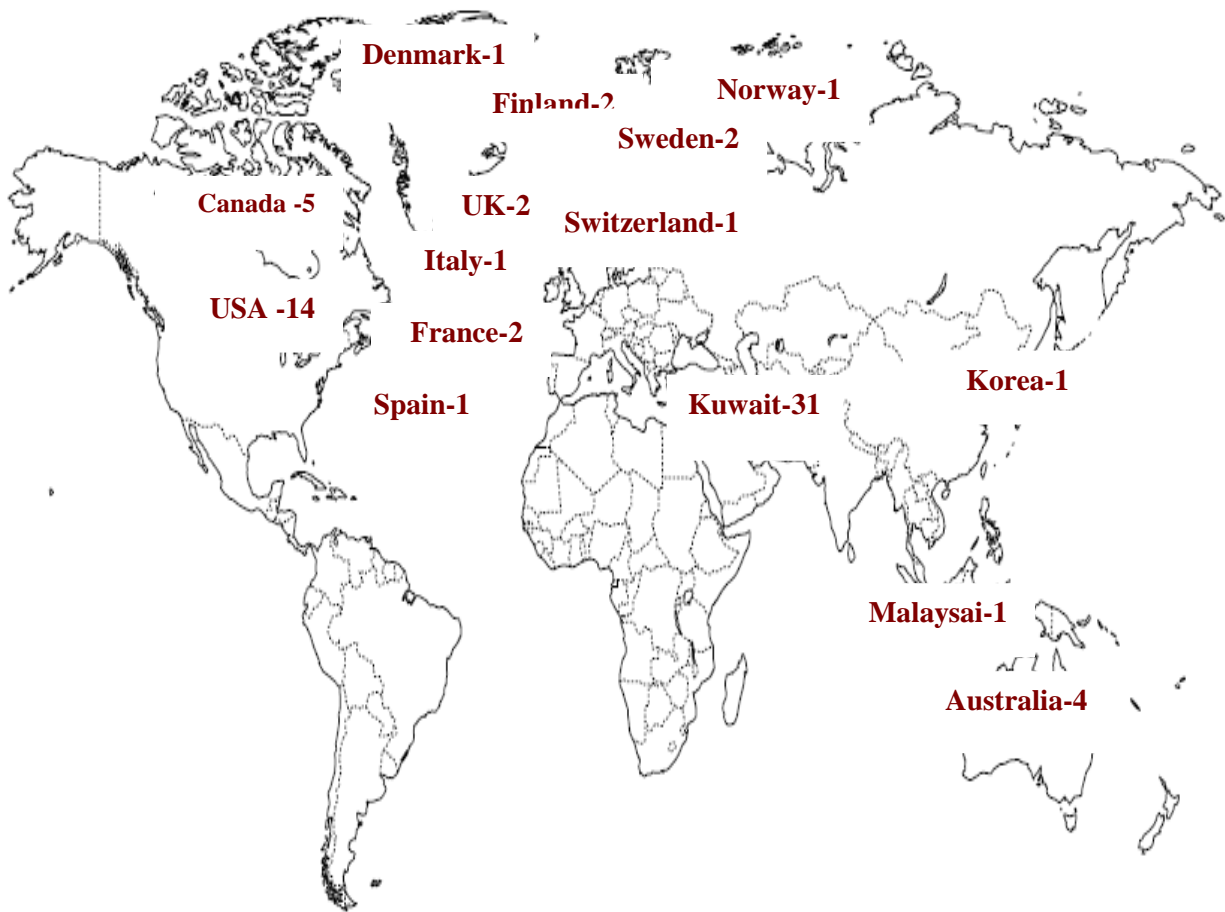 Denmark-1
Norway-1
Finland-2
Sweden-2
Canada -5
UK-2
Switzerland-1
Italy-1
USA -14
France-2
Korea-1
Spain-1
Kuwait-31
Malaysai-1
Australia-4